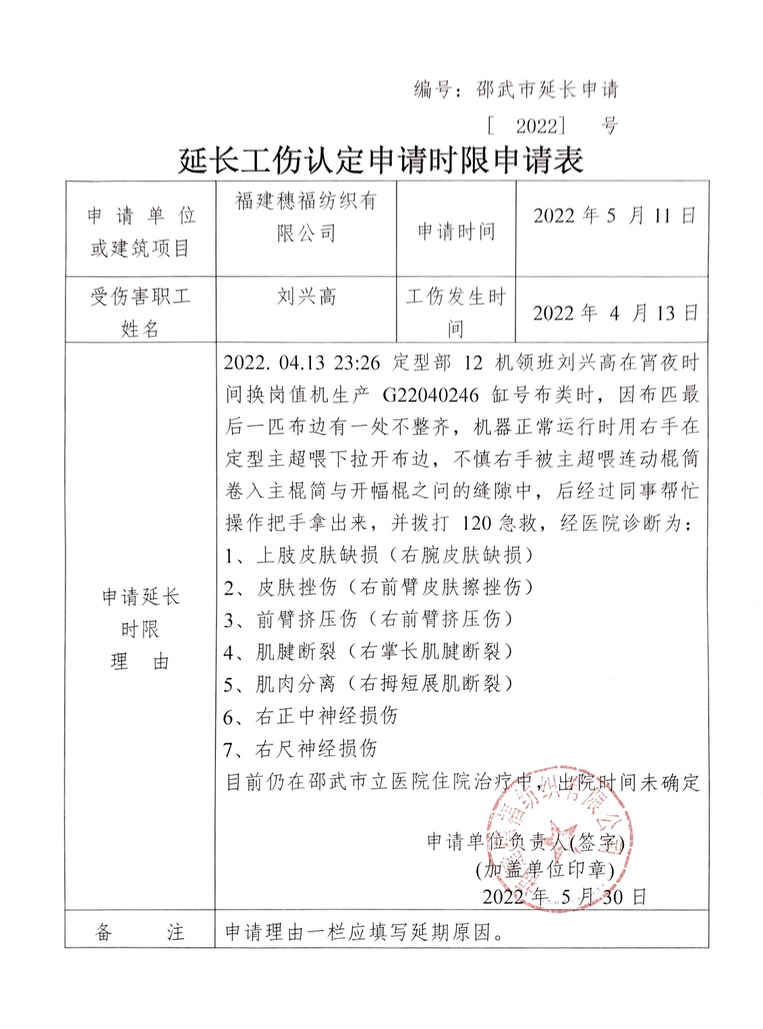 编号：邵武市延长申请
[ 2022] 号
延长工伤认定申请时限申请表
申请单位
或建筑项目
福建穗福纺织有
限公司
申请时间
2022 年 5 月 11 日
受伤害职工
姓名
刘兴高
工伤发生时
间
2022 年 4 月 13 日
申请延长
时限
理 由
2022. 04.13 23:26 定型部 12 机领班刘兴高在宵夜时
间换岗值机生产 G22040246 缸号布类时，因布匹最
后一匹布边有一处不整齐，机器正常运行时用右手在
定型主超喂下拉开布边，不慎右手被主超喂连动棍筒
卷入主棍筒与开幅棍之间的缝隙中，后经过同事帮忙
操作把手拿出来，并拨打 120 急救，经医院诊断为：
1、上肢皮肤缺损（右腕皮肤缺损）
2、皮肤挫伤（右前臂皮肤擦挫伤）
3、前臂挤压伤（右前臂挤压伤）
4、肌腱断裂（右掌长肌腱断裂）
5、肌肉分离（右拇短展肌断裂）
6、右正中神经损伤
7、右尺神经损伤
目前仍在邵武市立医院住院治疗中，出院时间未确定
申请单位负责人(签字)
(加盖单位印章)
2022 年 5 月 30 日
福纺织有限公司
备 注
申请理由一栏应填写延期原因。